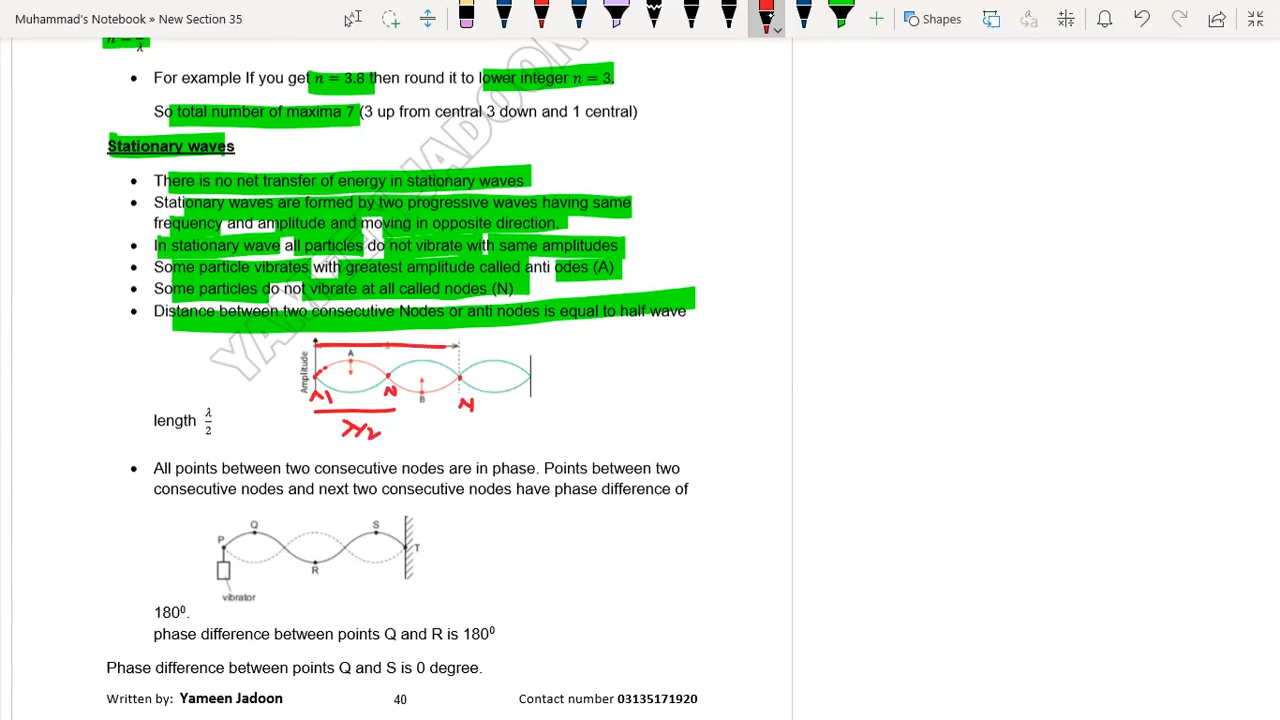 Muhammad's Notebook » New Section 35
Shapes
n = λ
• For example If you get n = 3.8 then round it to lower integer n = 3.
So total number of maxima 7 (3 up from central 3 down and 1 central)
Stationary waves
• There is no net transfer of energy in stationary waves
• Stationary waves are formed by two progressive waves having same
frequency and amplitude and moving in opposite direction.
• In stationary wave all particles do not vibrate with same amplitudes
• Some particle vibrates with greatest amplitude called anti odes (A)
• Some particles do not vibrate at all called nodes (N)
• Distance between two consecutive Nodes or anti nodes is equal to half wave
Amplitude
A
B
N
N
λ/2
length λ/2
• All points between two consecutive nodes are in phase. Points between two
consecutive nodes and next two consecutive nodes have phase difference of
P
Q
R
S
T
vibrator
180⁰.
phase difference between points Q and R is 180⁰
Phase difference between points Q and S is 0 degree.
Written by: Yameen Jadoon
40
Contact number 03135171920
YAMEEN JADOON